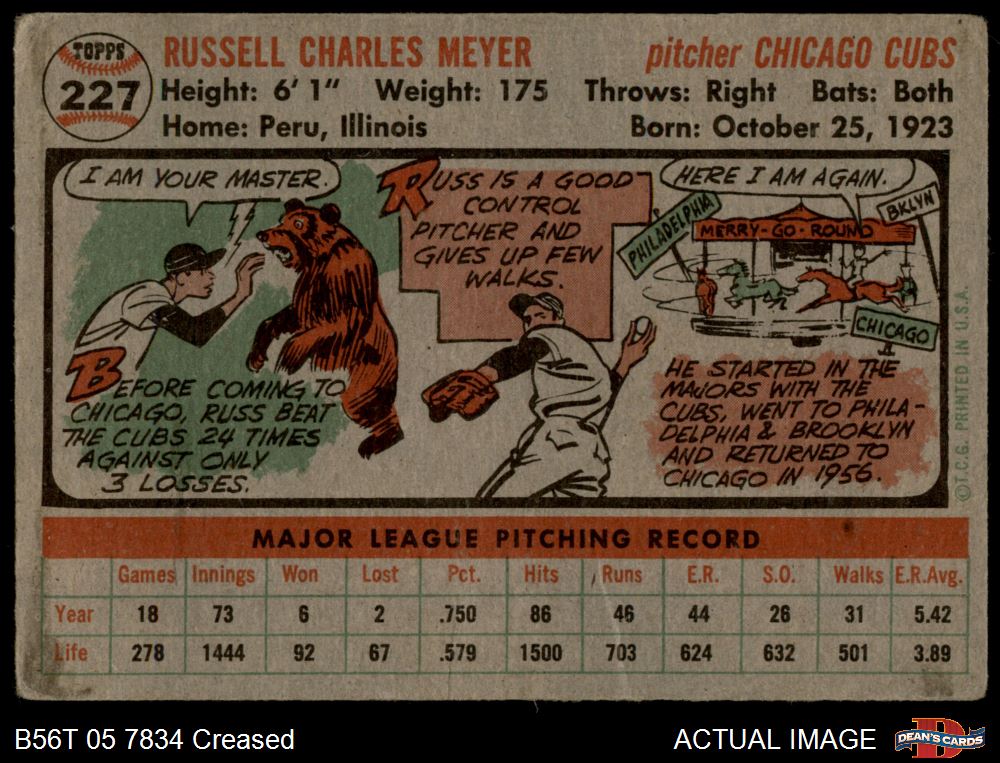 TOPPS
227
RUSSELL CHARLES MEYER
pitcher CHICAGO CUBS
Height: 6' 1" Weight: 175 Throws: Right Bats: Both
Home: Peru, Illinois Born: October 25, 1923
I AM YOUR MASTER.
BEFORE COMING TO
CHICAGO, RUSS BEAT
THE CUBS 24 TIMES
AGAINST ONLY
3 LOSSES.
RUSS IS A GOOD
CONTROL
PITCHER AND
GIVES UP FEW
WALKS.
HERE I AM AGAIN.
PHILADELPHIA
BKLYN
MERRY-GO-ROUND
CHICAGO
HE STARTED IN THE
MAJORS WITH THE
CUBS, WENT TO PHILA-
DELPHIA & BROOKLYN
AND RETURNED TO
CHICAGO IN 1956.
©T.C.G. PRINTED IN U.S.A.
MAJOR LEAGUE PITCHING RECORD
Games Innings Won Lost Pct. Hits Runs E.R. S.O. Walks E.R.Avg.
Year 18 73 6 2 .750 86 46 44 26 31 5.42
Life 278 1444 92 67 .579 1500 703 624 632 501 3.89
B56T 05 7834 Creased
ACTUAL IMAGE
DEAN'S CARDS